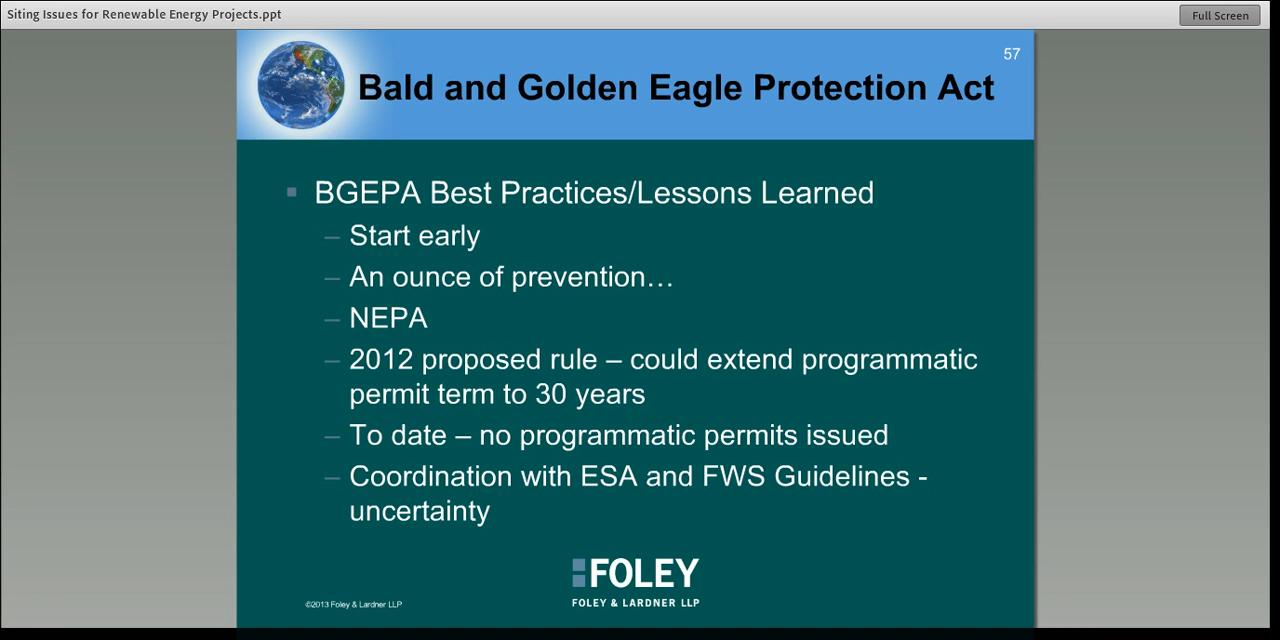 Siting Issues for Renewable Energy Projects.ppt
Full Screen
57
Bald and Golden Eagle Protection Act
BGEPA Best Practices/Lessons Learned
– Start early
– An ounce of prevention…
– NEPA
– 2012 proposed rule – could extend programmatic
permit term to 30 years
– To date – no programmatic permits issued
– Coordination with ESA and FWS Guidelines -
uncertainty
FOLEY
FOLEY & LARDNER LLP
©2013 Foley & Lardner LLP